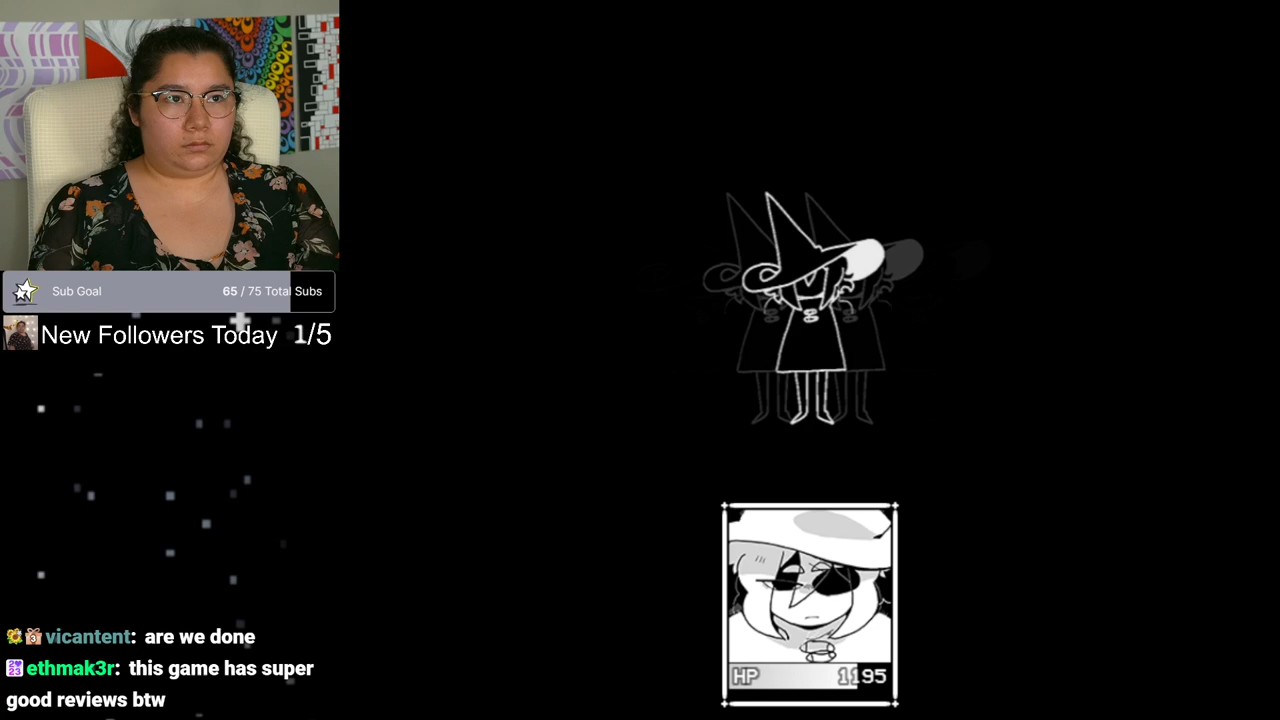 Sub Goal 65 / 75 Total Subs
New Followers Today 1/5
vicantent: are we done
ethmak3r: this game has super
good reviews btw
HP 1195